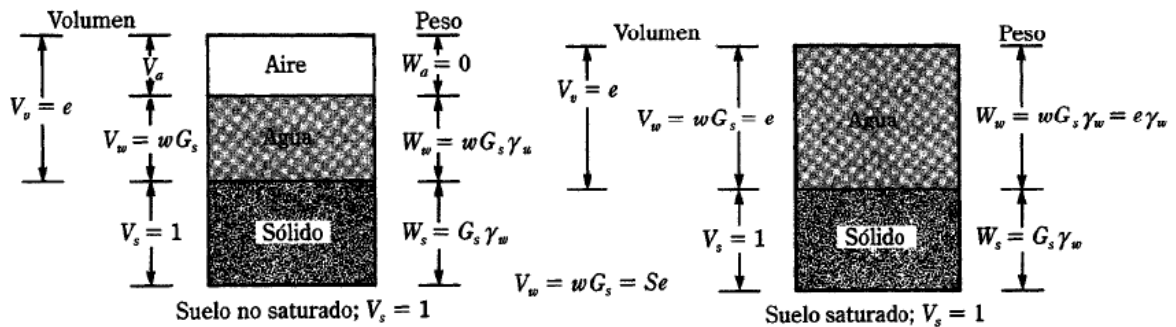 Volumen
Peso
V_a
Aire
W_a = 0
V_v = e
V_w = wG_s
Agua
W_w = wG_sγ_u
V_s = 1
Sólido
W_s = G_sγ_w
Suelo no saturado; V_s = 1
Volumen
Peso
V_v = e
V_w = wG_s = e
Agua
W_w = wG_sγ_w = eγ_w
V_s = 1
Sólido
W_s = G_sγ_w
V_w = wG_s = Se
Suelo saturado; V_s = 1